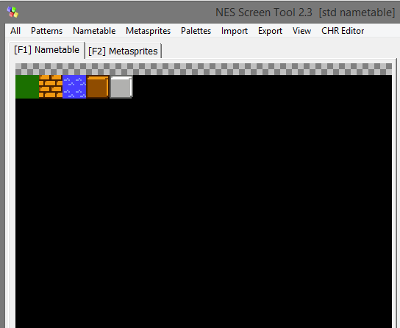 NES Screen Tool 2.3 [std nametable]
All Patterns Nametable Metasprites Palettes Import Export View CHR Editor
[F1] Nametable [F2] Metasprites